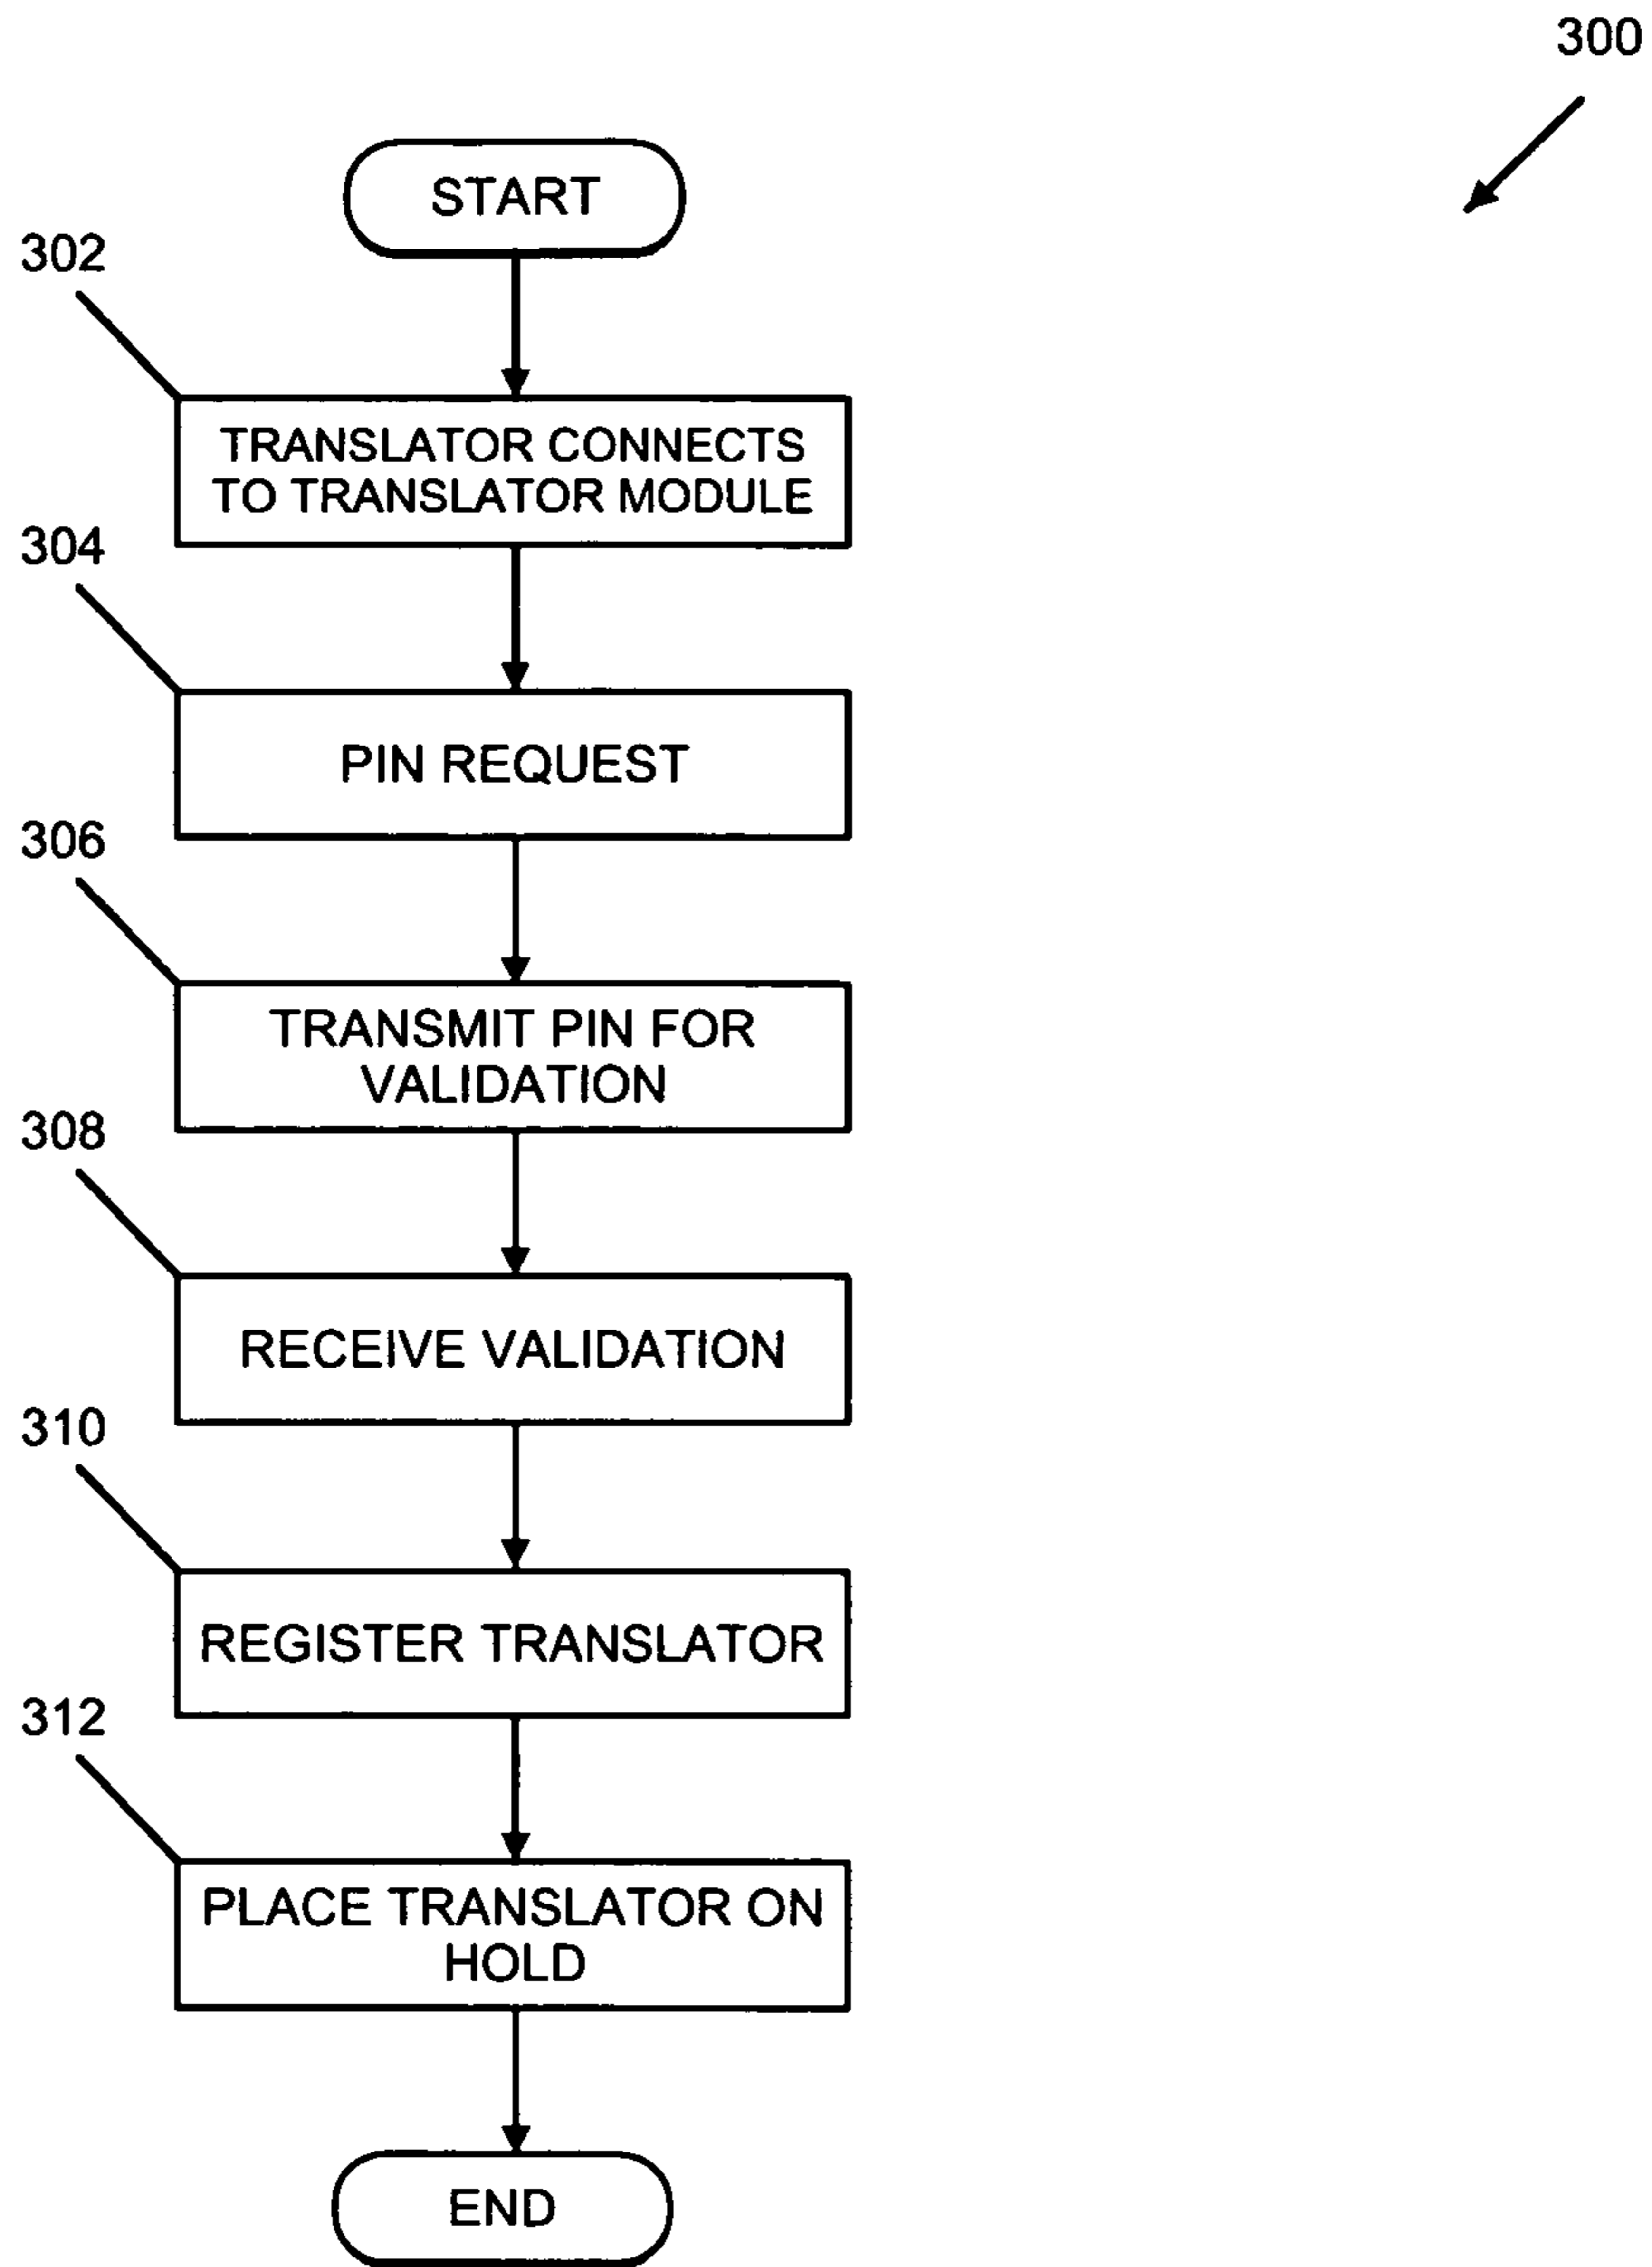 300
START
302
TRANSLATOR CONNECTS
TO TRANSLATOR MODULE
304
PIN REQUEST
306
TRANSMIT PIN FOR
VALIDATION
308
RECEIVE VALIDATION
310
REGISTER TRANSLATOR
312
PLACE TRANSLATOR ON
HOLD
END